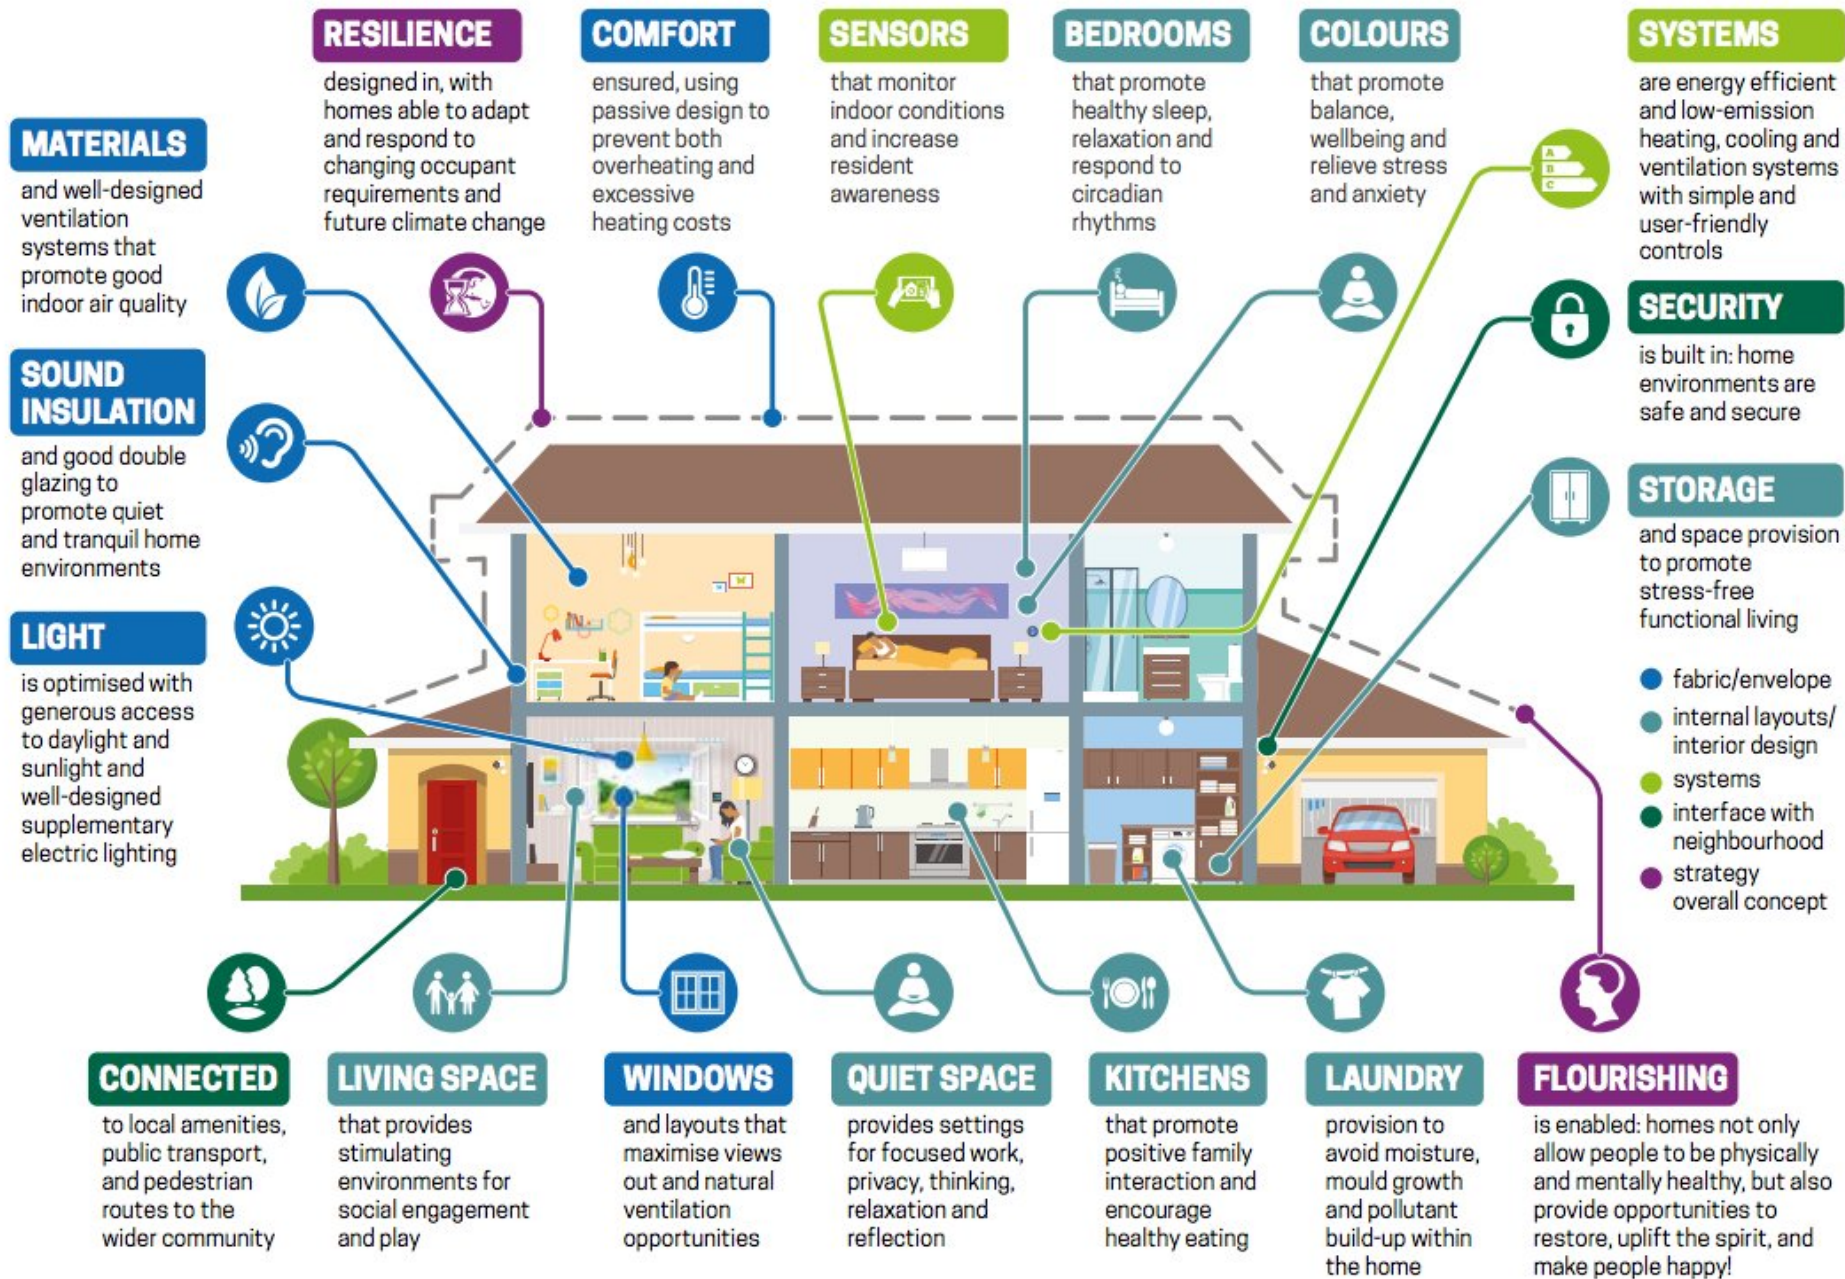 RESILIENCE
designed in, with
homes able to adapt
and respond to
changing occupant
requirements and
future climate change
COMFORT
ensured, using
passive design to
prevent both
overheating and
excessive
heating costs
SENSORS
that monitor
indoor conditions
and increase
resident
awareness
BEDROOMS
that promote
healthy sleep,
relaxation and
respond to
circadian
rhythms
COLOURS
that promote
balance,
wellbeing and
relieve stress
and anxiety
SYSTEMS
are energy efficient
and low-emission
heating, cooling and
ventilation systems
with simple and
user-friendly
controls
A
B
C
MATERIALS
and well-designed
ventilation
systems that
promote good
indoor air quality
SECURITY
is built in: home
environments are
safe and secure
SOUND
INSULATION
and good double
glazing to
promote quiet
and tranquil home
environments
STORAGE
and space provision
to promote
stress-free
functional living
LIGHT
is optimised with
generous access
to daylight and
sunlight and
well-designed
supplementary
electric lighting
fabric/envelope
internal layouts/
interior design
systems
interface with
neighbourhood
strategy
overall concept
CONNECTED
to local amenities,
public transport,
and pedestrian
routes to the
wider community
LIVING SPACE
that provides
stimulating
environments for
social engagement
and play
WINDOWS
and layouts that
maximise views
out and natural
ventilation
opportunities
QUIET SPACE
provides settings
for focused work,
privacy, thinking,
relaxation and
reflection
KITCHENS
that promote
positive family
interaction and
encourage
healthy eating
LAUNDRY
provision to
avoid moisture,
mould growth
and pollutant
build-up within
the home
FLOURISHING
is enabled: homes not only
allow people to be physically
and mentally healthy, but also
provide opportunities to
restore, uplift the spirit, and
make people happy!